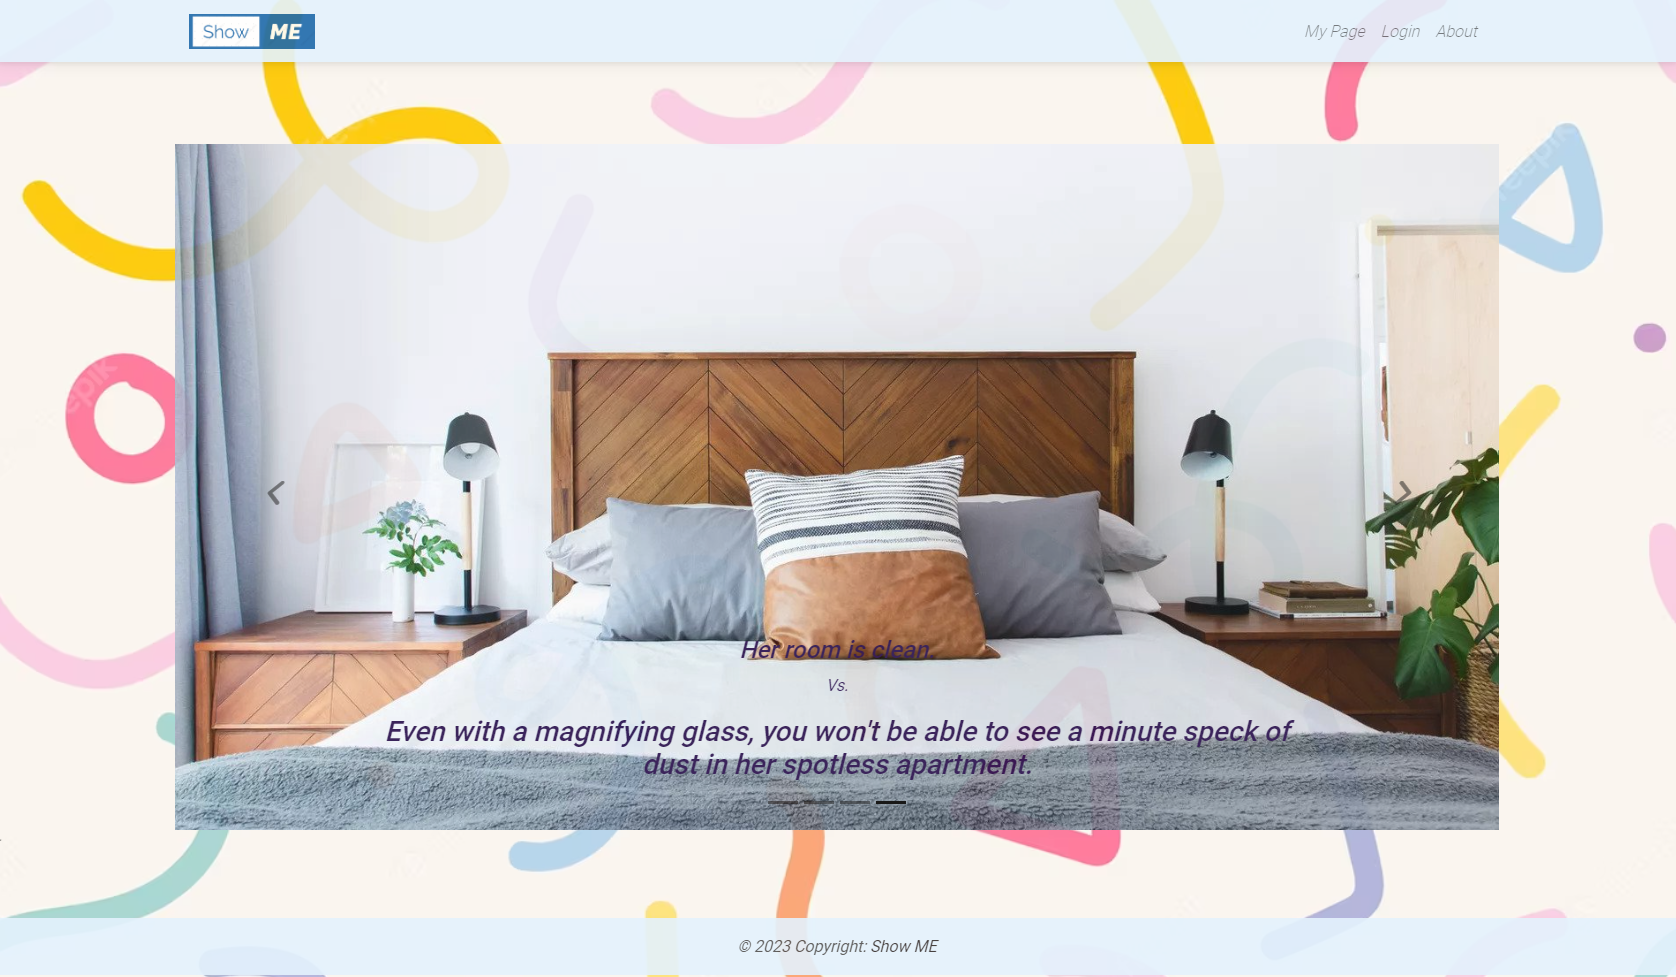 Show ME
My Page Login About
Her room is clean.
Vs.
Even with a magnifying glass, you won't be able to see a minute speck of
dust in her spotless apartment.
© 2023 Copyright: Show ME